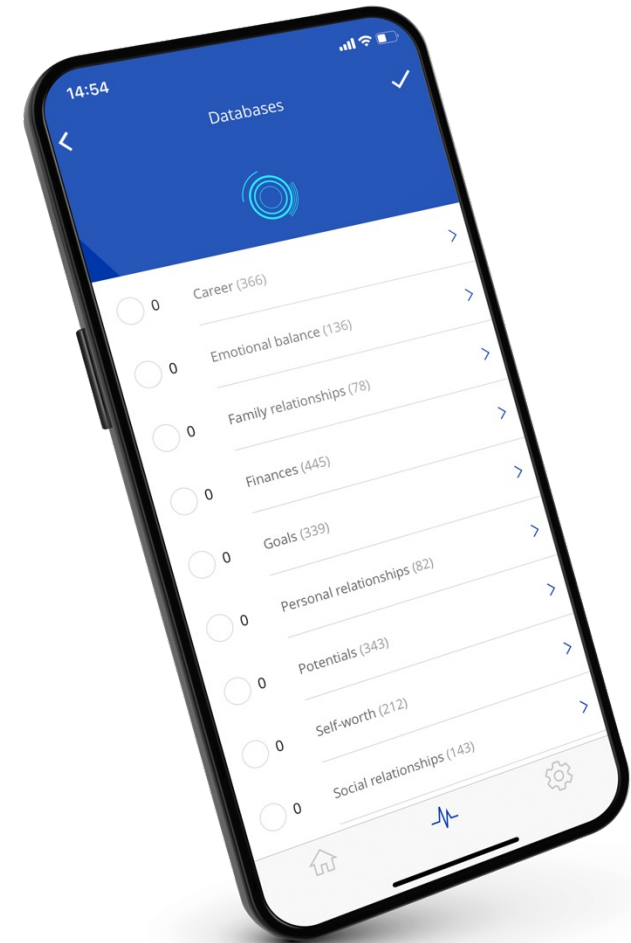 14:54
Databases
0 Career (366)
0 Emotional balance (136)
0 Family relationships (78)
0 Finances (445)
0 Goals (339)
0 Personal relationships (82)
0 Potentials (343)
0 Self-worth (212)
0 Social relationships (143)